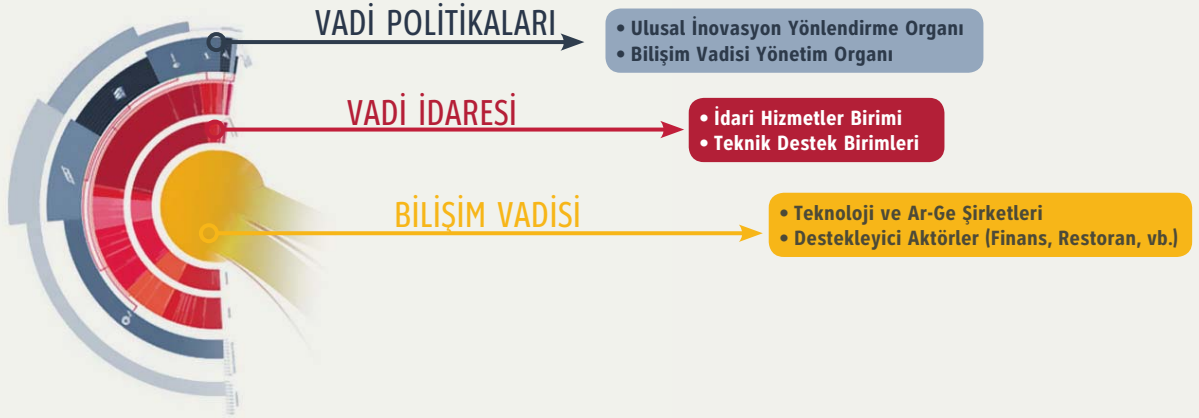 VADİ POLİTİKALARI
• Ulusal İnovasyon Yönlendirme Organı
• Bilişim Vadisi Yönetim Organı
VADİ İDARESİ
• İdari Hizmetler Birimi
• Teknik Destek Birimleri
BİLİŞİM VADİSİ
• Teknoloji ve Ar-Ge Şirketleri
• Destekleyici Aktörler (Finans, Restoran, vb.)